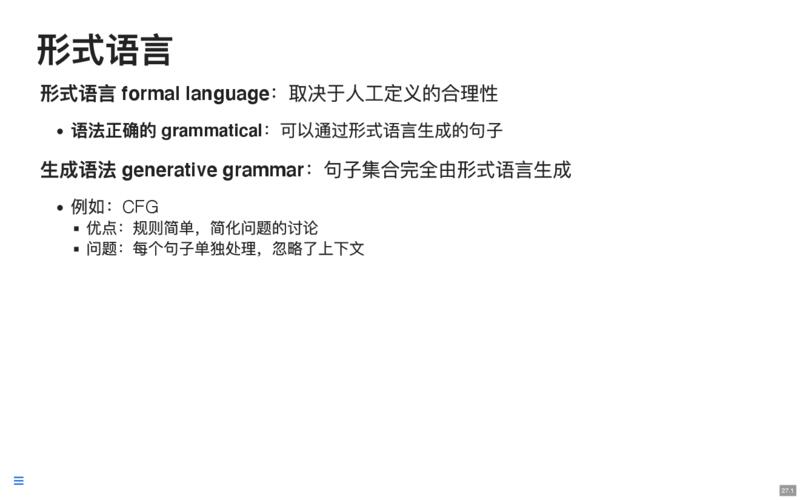 形式语言
形式语言 formal language：取决于人工定义的合理性
• 语法正确的 grammatical：可以通过形式语言生成的句子
生成语法 generative grammar：句子集合完全由形式语言生成
• 例如：CFG
▪ 优点：规则简单，简化问题的讨论
▪ 问题：每个句子单独处理，忽略了上下文
27.1